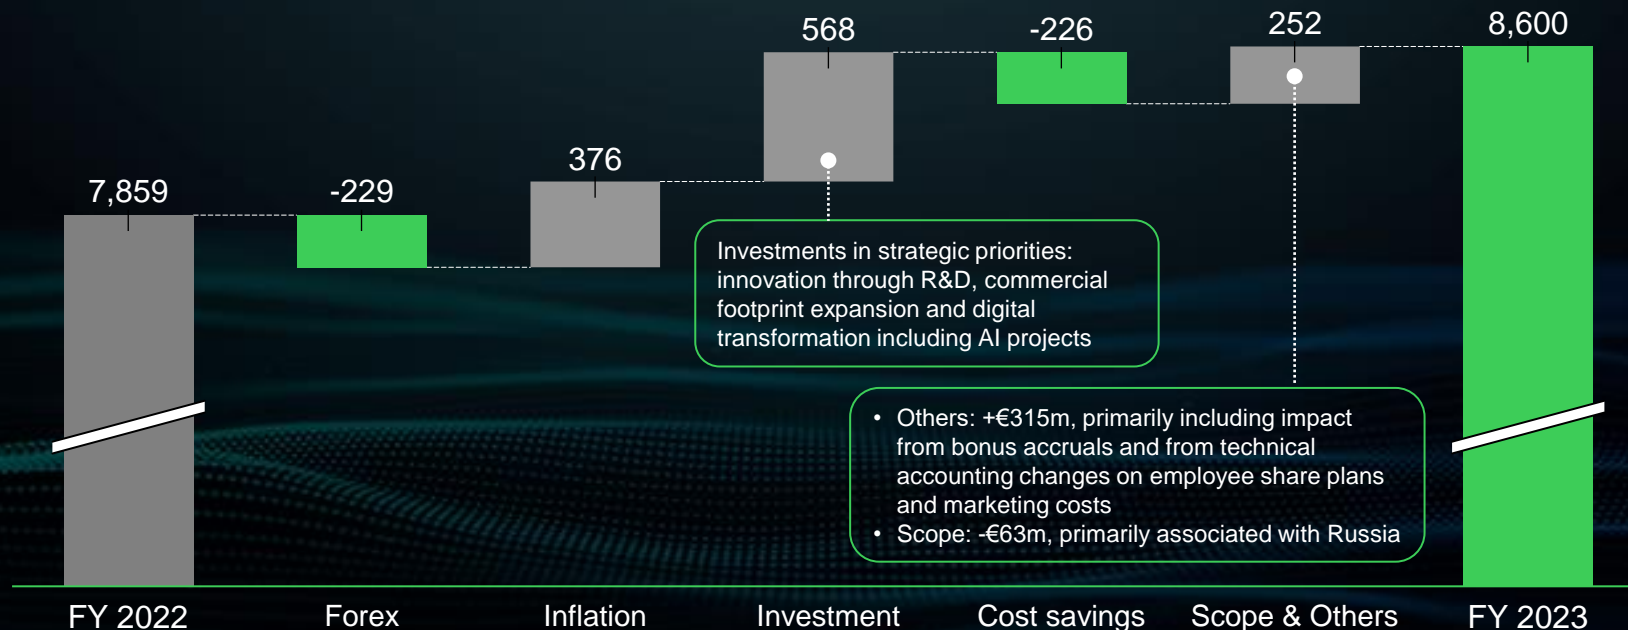 7,859
-229
376
568
-226
252
8,600
Investments in strategic priorities:
innovation through R&D, commercial
footprint expansion and digital
transformation including AI projects
• Others: +€315m, primarily including impact
from bonus accruals and from technical
accounting changes on employee share plans
and marketing costs
• Scope: -€63m, primarily associated with Russia
FY 2022
Forex
Inflation
Investment
Cost savings
Scope & Others
FY 2023